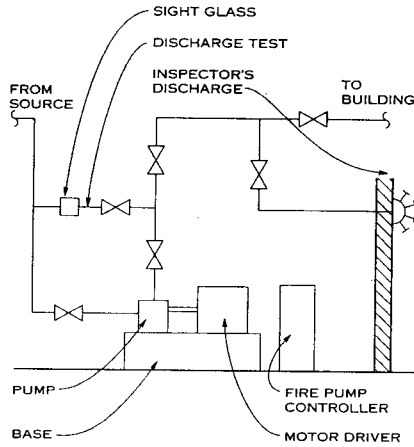 SIGHT GLASS
DISCHARGE TEST
INSPECTOR'S
DISCHARGE
FROM
SOURCE
TO
BUILDING
PUMP
BASE
FIRE PUMP
CONTROLLER
MOTOR DRIVER